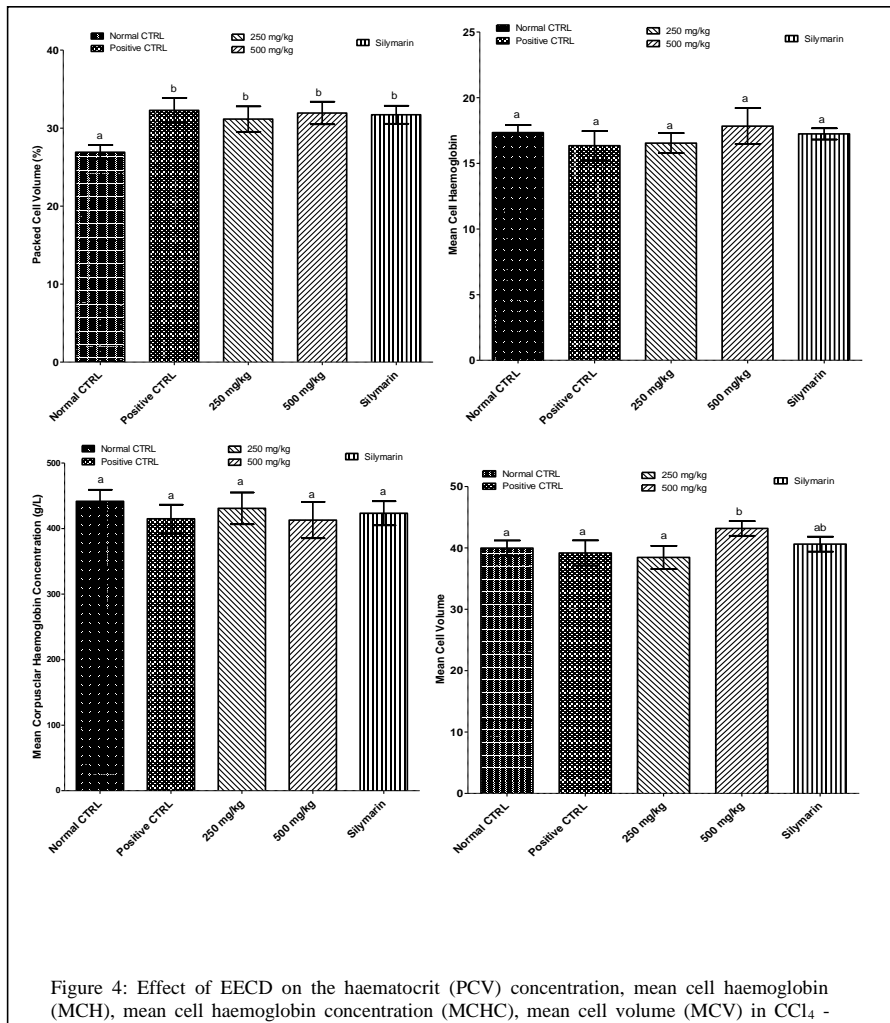 Normal CTRL
Positive CTRL
250 mg/kg
500 mg/kg
Silymarin
Packed Cell Volume (%)
40
30
20
10
0
a
b
b
b
b
Normal CTRL
Positive CTRL
250 mg/kg
500 mg/kg
Silymarin
Normal CTRL
Positive CTRL
250 mg/kg
500 mg/kg
Silymarin
Mean Cell Haemoglobin
25
20
15
10
5
0
a
a
a
a
a
Normal CTRL
Positive CTRL
250 mg/kg
500 mg/kg
Silymarin
Normal CTRL
Positive CTRL
250 mg/kg
500 mg/kg
Silymarin
Mean Corpusclar Haemoglobin Concentration (g/L)
500
400
300
200
100
0
a
a
a
a
a
Normal CTRL
Positive CTRL
250 mg/kg
500 mg/kg
Silymarin
Normal CTRL
Positive CTRL
250 mg/kg
500 mg/kg
Silymarin
Mean Cell Volume
50
40
30
20
10
0
a
a
a
b
ab
Normal CTRL
Positive CTRL
250 mg/kg
500 mg/kg
Silymarin
Figure 4: Effect of EECD on the haematocrit (PCV) concentration, mean cell haemoglobin
(MCH), mean cell haemoglobin concentration (MCHC), mean cell volume (MCV) in CCl₄ -